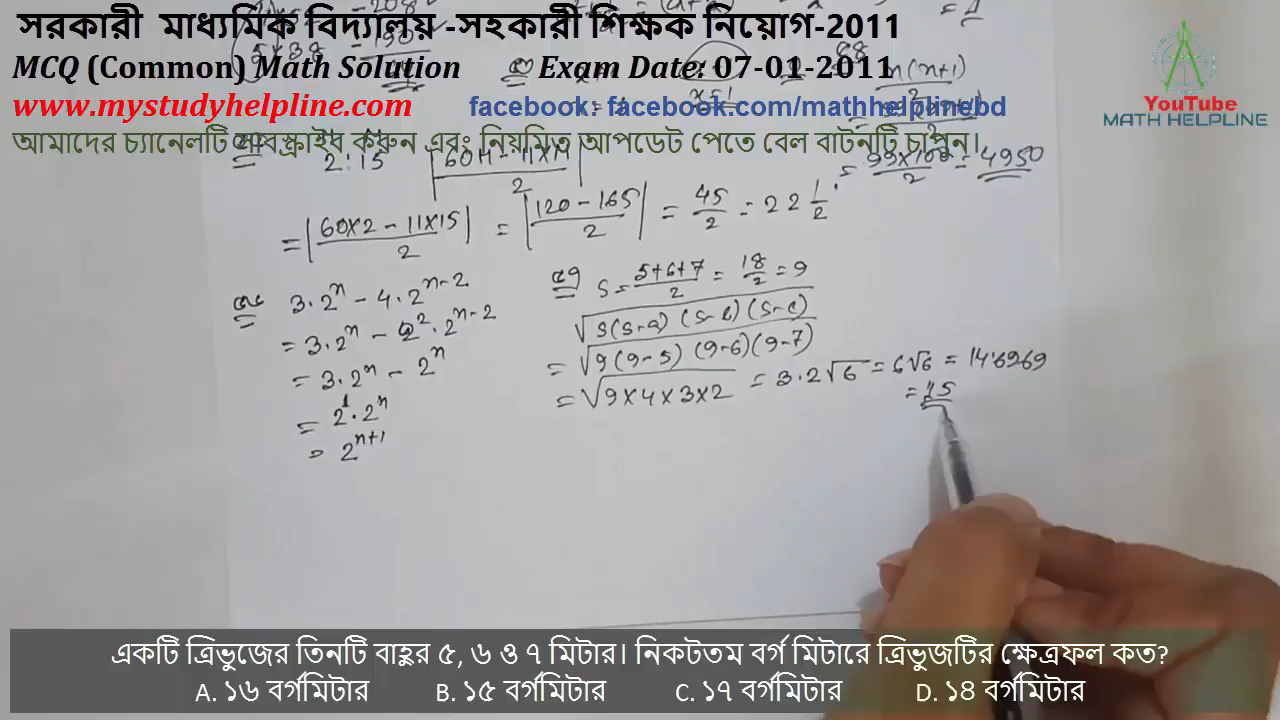 সরকারী মাধ্যমিক বিদ্যালয় -সহকারী শিক্ষক নিয়োগ-2011
MCQ (Common) Math Solution Exam Date: 07-01-2011
www.mystudyhelpline.com facebook: facebook.com/mathhelplinebd
YouTube
MATH HELPLINE
আমাদের চ্যানেলটি সাবস্ক্রাইব করুন এবং নিয়মিত আপডেট পেতে বেল বাটনটি চাপুন।
2:15 |60H - 11×M / 2| = 99×100 / 2 = 4950
= |60×2 - 11×15 / 2| = |120 - 165 / 2| = 45/2 = 22 1/2
3·2^n - 4·2^(n-2)
= 3·2^n - 2^2·2^(n-2)
= 3·2^n - 2^n
= 2^1·2^n
= 2^(n+1)
৫৭ S = 5+6+7 / 2 = 18/2 = 9
√S(S-a)(S-b)(S-c)
= √9(9-5)(9-6)(9-7)
= √9×4×3×2 = 3·2√6 = 6√6 = 14.6969
= 15
একটি ত্রিভুজের তিনটি বাহুর ৫, ৬ ও ৭ মিটার। নিকটতম বর্গ মিটারে ত্রিভুজটির ক্ষেত্রফল কত?
A. ১৬ বর্গমিটার B. ১৫ বর্গমিটার C. ১৭ বর্গমিটার D. ১৪ বর্গমিটার